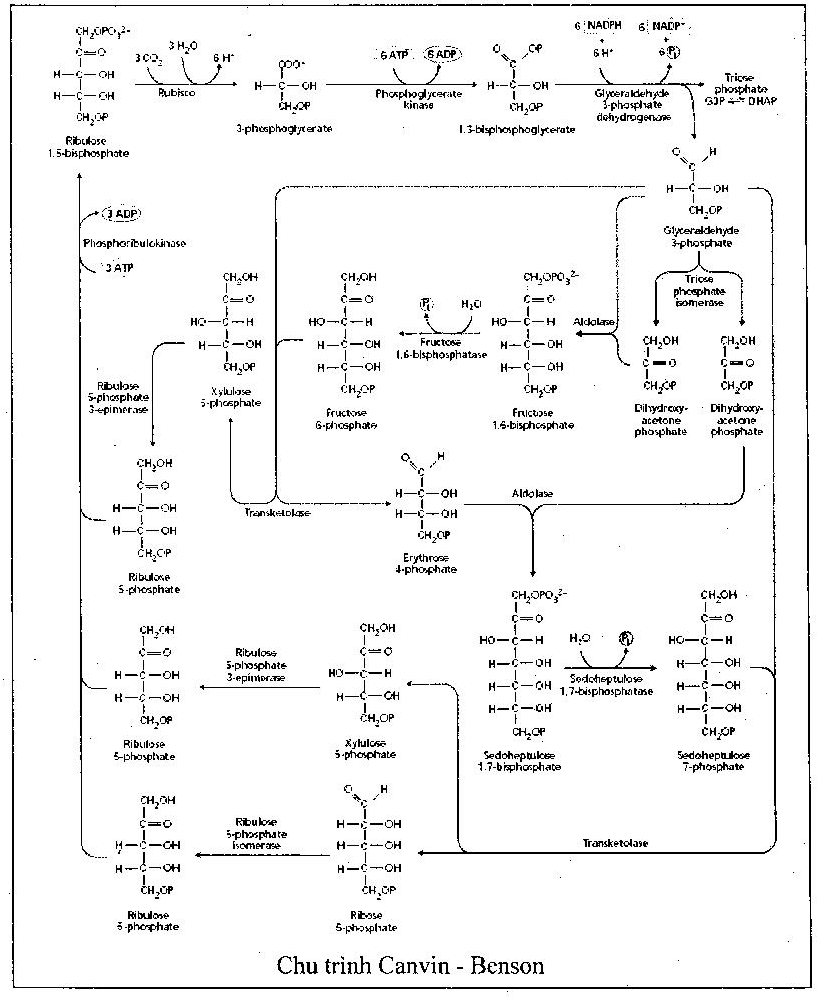 CH₂OPO₃²⁻
C=O
H—C—OH
H—C—OH
CH₂OP
Ribulose
1,5-bisphosphate
3 CO₂
3 H₂O
6 H⁺
Rubisco
COO⁻
H—C—OH
CH₂OP
3-phosphoglycerate
6 ATP
6 ADP
Phosphoglycerate
kinase
O
OP
C
H—C—OH
CH₂OP
1,3-bisphosphoglycerate
6 NADPH
+
6 H⁺
6 NADP⁺
+
6 Pi
Glyceraldehyde
3-phosphate
dehydrogenase
Triose
phosphate
G3P ⇌ DHAP
O
H
C
H—C—OH
CH₂OP
Glyceraldehyde
3-phosphate
Triose
phosphate
isomerase
CH₂OH
C=O
CH₂OP
Dihydroxy-
acetone
phosphate
CH₂OH
C=O
CH₂OP
Dihydroxy-
acetone
phosphate
Aldolase
CH₂OPO₃²⁻
C=O
HO—C—H
H—C—OH
H—C—OH
CH₂OP
Fructose
1,6-bisphosphate
Pi
H₂O
Fructose
1,6-bisphosphatase
CH₂OH
C=O
HO—C—H
H—C—OH
H—C—OH
CH₂OP
Fructose
6-phosphate
3 ADP
Phosphoribulokinase
3 ATP
CH₂OH
C=O
HO—C—H
H—C—OH
CH₂OP
Xylulose
5-phosphate
Ribulose
5-phosphate
3-epimerase
CH₂OH
C=O
H—C—OH
H—C—OH
CH₂OP
Ribulose
5-phosphate
Transketolase
O
H
C
H—C—OH
H—C—OH
CH₂OP
Erythrose
4-phosphate
Aldolase
CH₂OPO₃²⁻
C=O
HO—C—H
H—C—OH
H—C—OH
H—C—OH
CH₂OP
Sedoheptulose
1,7-bisphosphate
H₂O
Pi
Sedoheptulose
1,7-bisphosphatase
CH₂OH
C=O
HO—C—H
H—C—OH
H—C—OH
H—C—OH
CH₂OP
Sedoheptulose
7-phosphate
CH₂OH
C=O
H—C—OH
H—C—OH
CH₂OP
Ribulose
5-phosphate
Ribulose
5-phosphate
3-epimerase
CH₂OH
C=O
HO—C—H
H—C—OH
CH₂OP
Xylulose
5-phosphate
CH₂OH
C=O
H—C—OH
H—C—OH
CH₂OP
Ribulose
5-phosphate
Ribulose
5-phosphate
isomerase
O
H
C
H—C—OH
H—C—OH
H—C—OH
CH₂OP
Ribose
5-phosphate
Transketolase
Chu trình Canvin - Benson